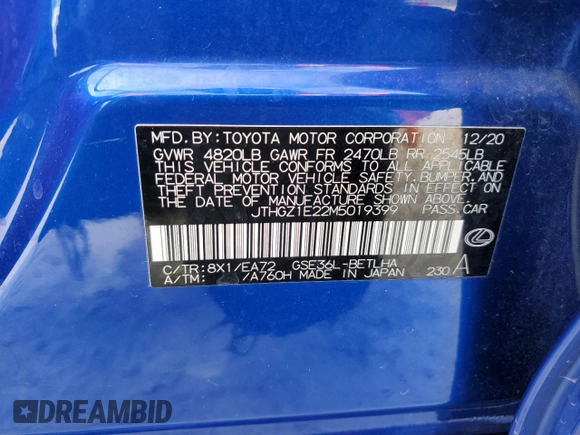 MFD. BY: TOYOTA MOTOR CORPORATION 12/20
GVWR 4820LB GAWR FR 2470LB RR 2545LB
THIS VEHICLE CONFORMS TO ALL APPLICABLE
FEDERAL MOTOR VEHICLE SAFETY, BUMPER, AND
THEFT PREVENTION STANDARDS IN EFFECT ON
THE DATE OF MANUFACTURE SHOWN ABOVE.
JTHGZ1E22M5019399 PASS.CAR
C/TR:8X1/EA72 GSE36L-BETLHA
A/TM: /A760H MADE IN JAPAN 230 A
DREAMBID